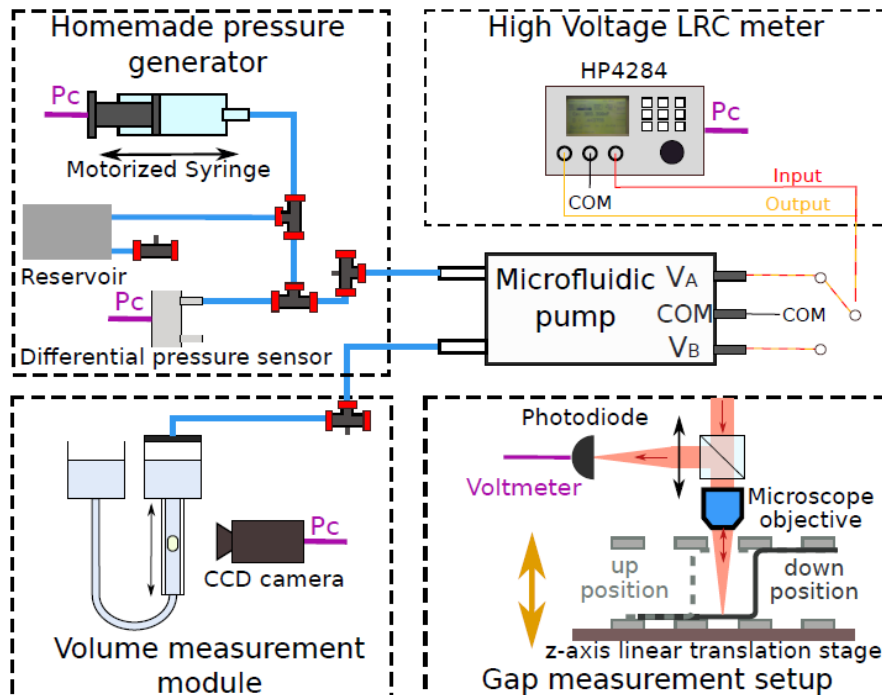 Homemade pressure
generator
Pc
Motorized Syringe
Reservoir
Pc
Differential pressure sensor
High Voltage LRC meter
HP4284
Pc
COM
Input
Output
Microfluidic
pump
VA
COM
VB
COM
Volume measurement
module
Pc
CCD camera
Photodiode
Voltmeter
Microscope
objective
up
position
down
position
z-axis linear translation stage
Gap measurement setup